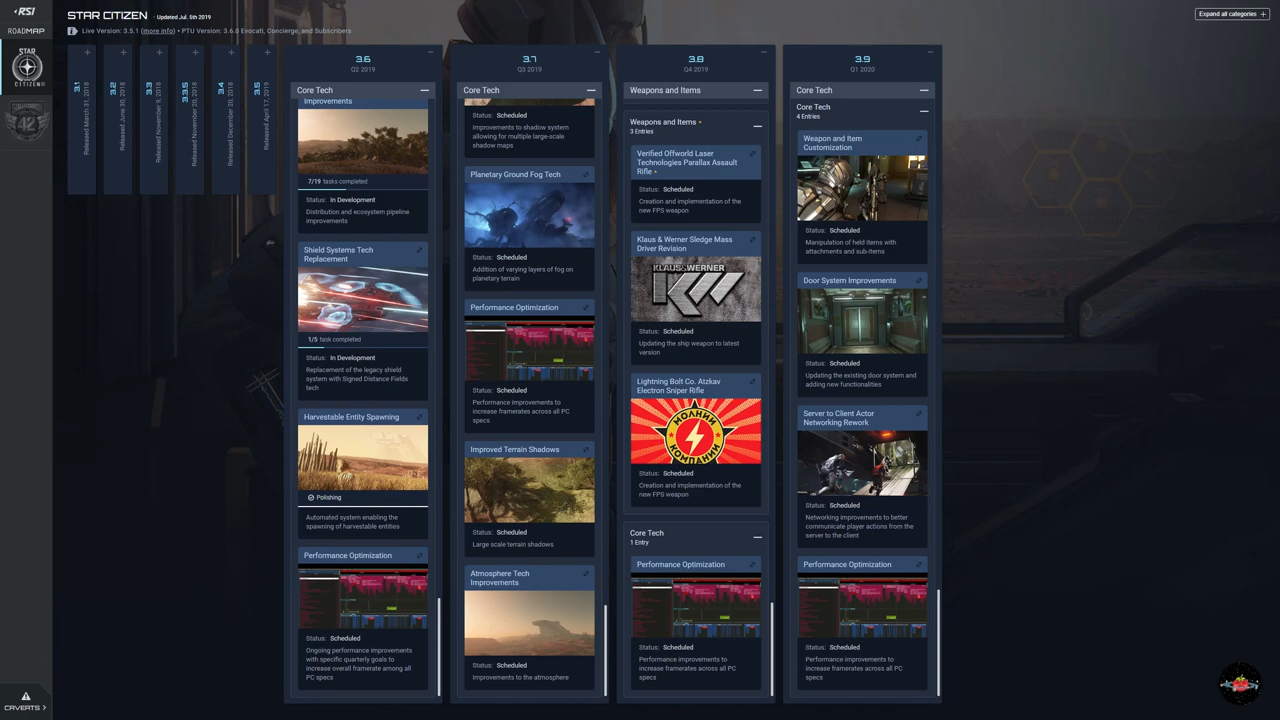 RSI
ROADMAP
STAR CITIZEN • Updated Jul. 5th 2019
Live Version: 3.5.1 (more info) • PTU Version: 3.6.0 Evocati, Concierge, and Subscribers
Expand all categories +
STAR
CITIZEN
42
CAVEATS >
3.1 Released March 31, 2018
3.2 Released June 30, 2018
3.3 Released November 9, 2018
3.3.5 Released November 20, 2018
3.4 Released December 20, 2018
3.5 Released April 17, 2019
3.6
Q2 2019
Core Tech
Improvements
7/19 tasks completed
Status: In Development
Distribution and ecosystem pipeline
improvements
Shield Systems Tech
Replacement
1/5 task completed
Status: In Development
Replacement of the legacy shield
system with Signed Distance Fields
tech
Harvestable Entity Spawning
Polishing
Automated system enabling the
spawning of harvestable entities
Performance Optimization
Status: Scheduled
Ongoing performance improvements
with specific quarterly goals to
increase overall framerate among all
PC specs
3.7
Q3 2019
Core Tech
Status: Scheduled
Improvements to shadow system
allowing for multiple large-scale
shadow maps
Planetary Ground Fog Tech
Status: Scheduled
Addition of varying layers of fog on
planetary terrain
Performance Optimization
Status: Scheduled
Performance improvements to
increase framerates across all PC
specs
Improved Terrain Shadows
Status: Scheduled
Large scale terrain shadows
Atmosphere Tech
Improvements
Status: Scheduled
Improvements to the atmosphere
3.8
Q4 2019
Weapons and Items
Weapons and Items •
3 Entries
Verified Offworld Laser
Technologies Parallax Assault
Rifle •
Status: Scheduled
Creation and implementation of the
new FPS weapon
Klaus & Werner Sledge Mass
Driver Revision
KLAUS&WERNER
Status: Scheduled
Updating the ship weapon to latest
version
Lightning Bolt Co. Atzkav
Electron Sniper Rifle
МОЛНИЙ
КОМПАНИИ
Status: Scheduled
Creation and implementation of the
new FPS weapon
Core Tech
1 Entry
Performance Optimization
Status: Scheduled
Performance improvements to
increase framerates across all PC
specs
3.9
Q1 2020
Core Tech
Core Tech
4 Entries
Weapon and Item
Customization
Status: Scheduled
Manipulation of held items with
attachments and sub-items
Door System Improvements
Status: Scheduled
Updating the existing door system and
adding new functionalities
Server to Client Actor
Networking Rework
Status: Scheduled
Networking improvements to better
communicate player actions from the
server to the client
Performance Optimization
Status: Scheduled
Performance improvements to
increase framerates across all PC
specs